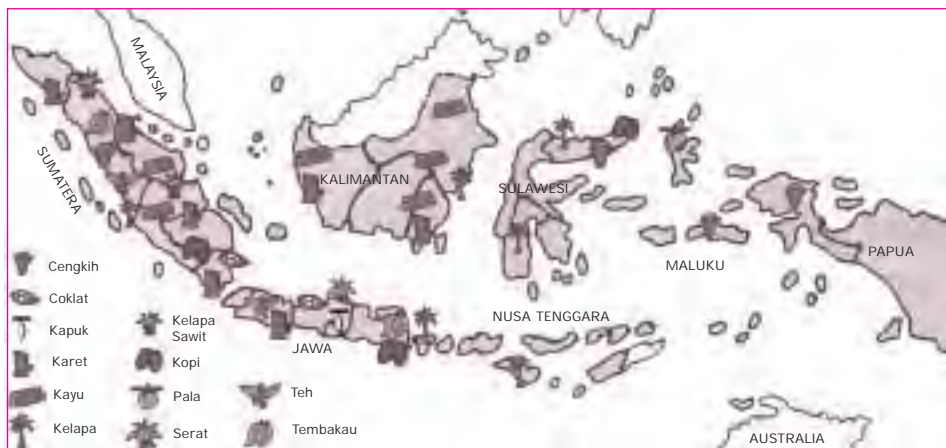 MALAYSIA
SUMATERA
KALIMANTAN
SULAWESI
MALUKU
PAPUA
NUSA TENGGARA
JAWA
AUSTRALIA
Cengkih
Coklat
Kapuk
Karet
Kayu
Kelapa
Kelapa
Sawit
Kopi
Pala
Serat
Teh
Tembakau